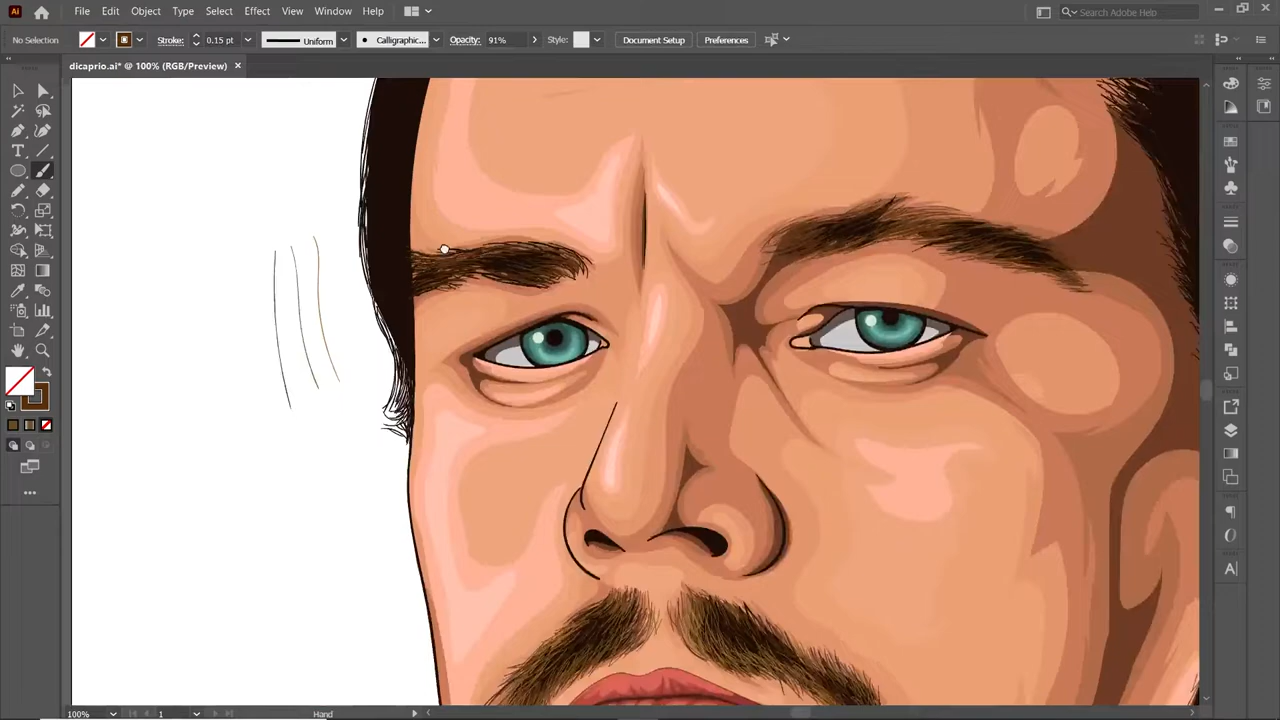 Ai File Edit Object Type Select Effect View Window Help Search Adobe Help
No Selection Stroke: 0.15 pt Uniform Calligraphic... Opacity: 91% Style: Document Setup Preferences
dicaprio.ai* @ 100% (RGB/Preview) ×
100% 1 Hand